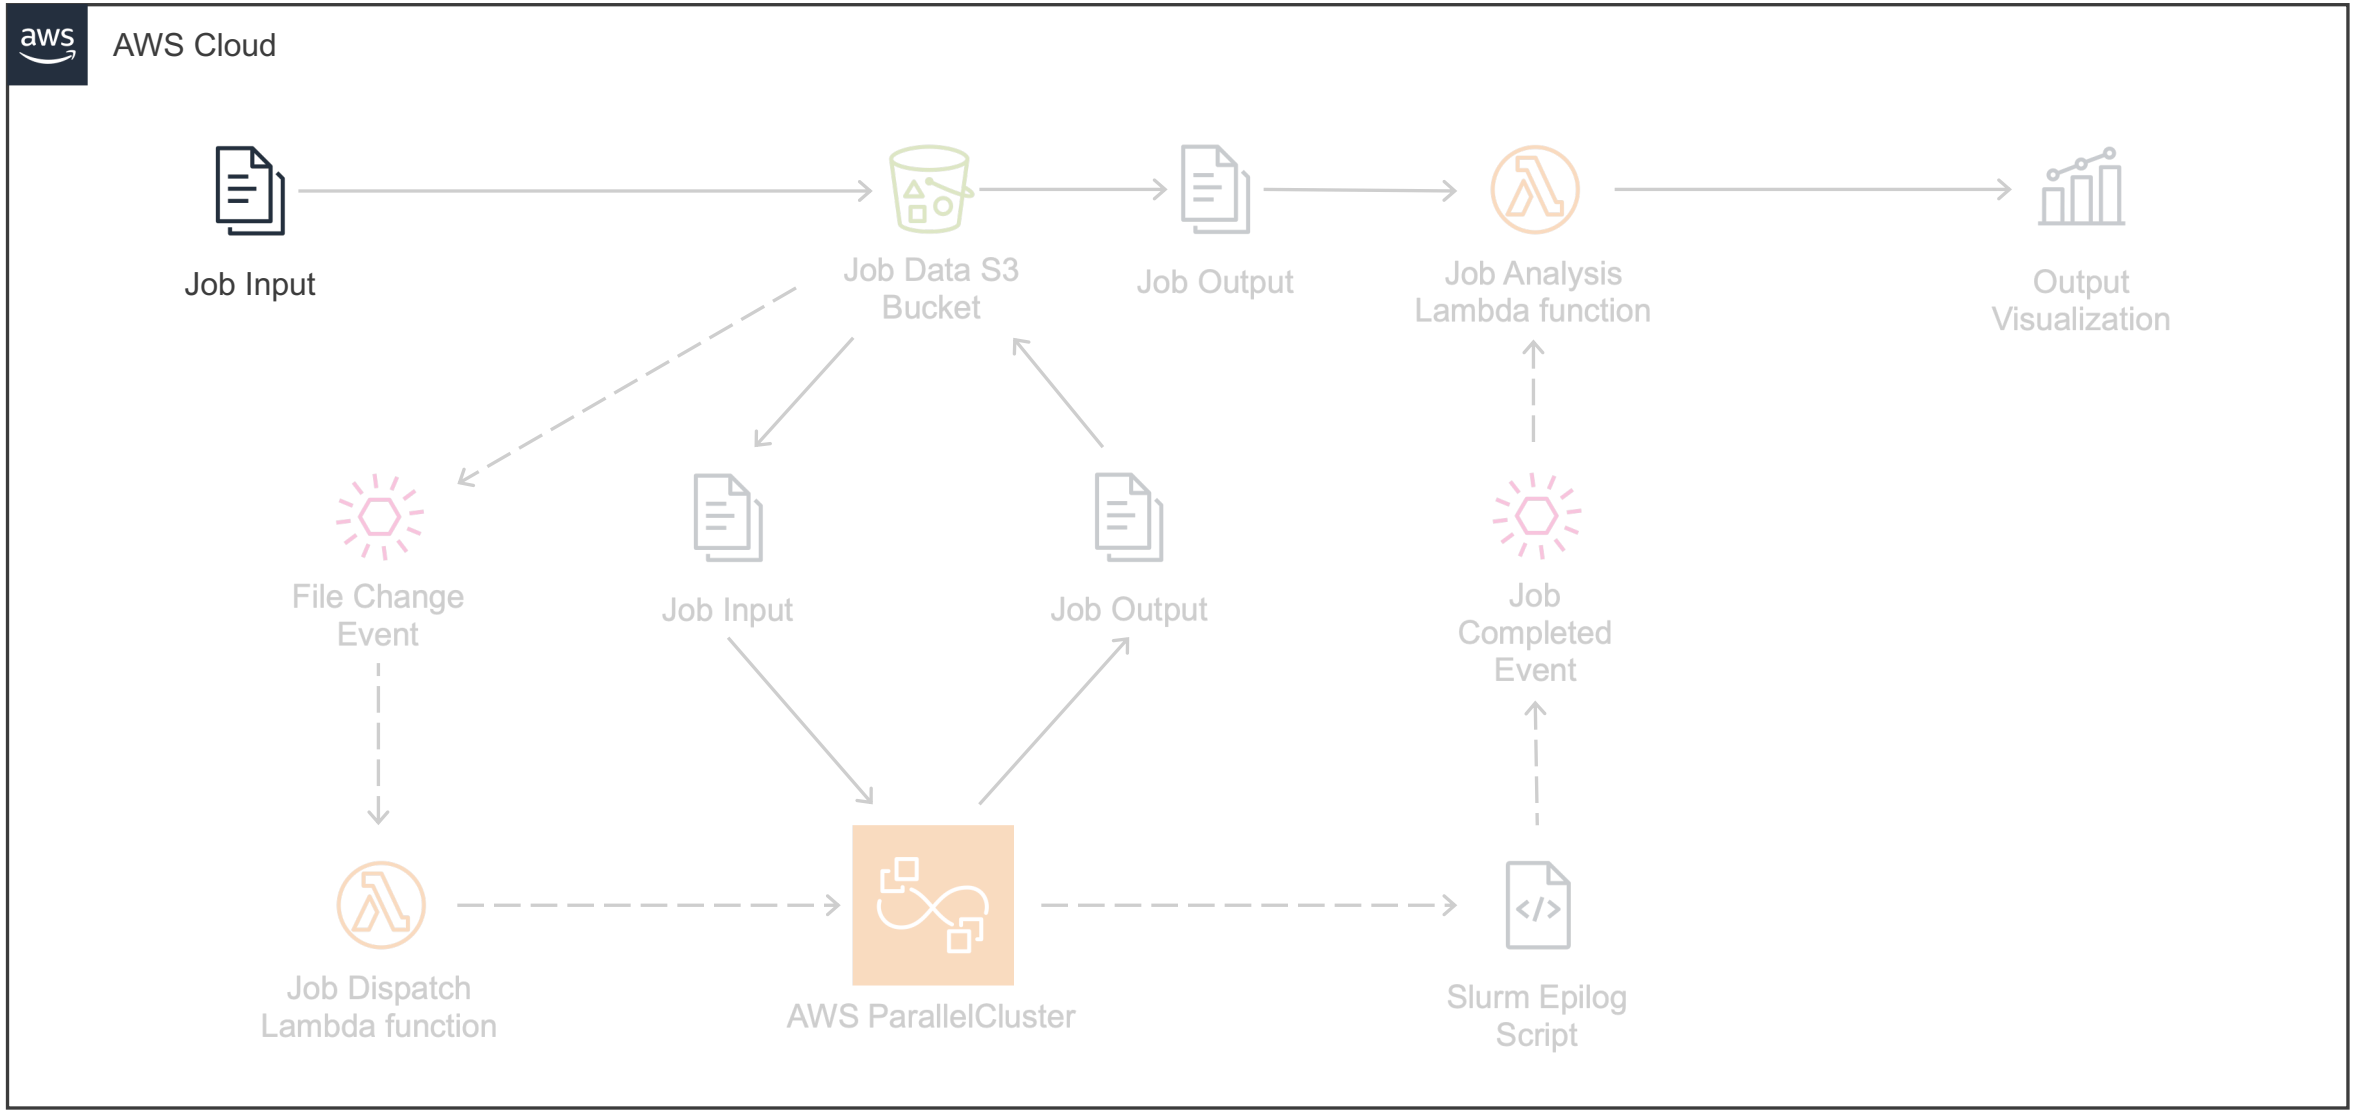 aws
AWS Cloud
Job Input
Job Data S3
Bucket
Job Output
Job Analysis
Lambda function
Output
Visualization
File Change
Event
Job Input
Job Output
Job
Completed
Event
Job Dispatch
Lambda function
AWS ParallelCluster
</>
Slurm Epilog
Script